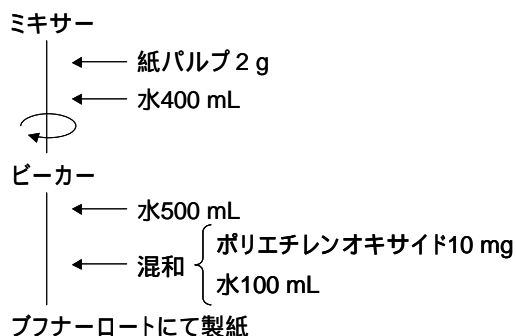 ミキサー
紙パルプ 2 g
水400 mL
ビーカー
水500 mL
混和
ポリエチレンオキサイド10 mg
水100 mL
ブフナーロートにて製紙